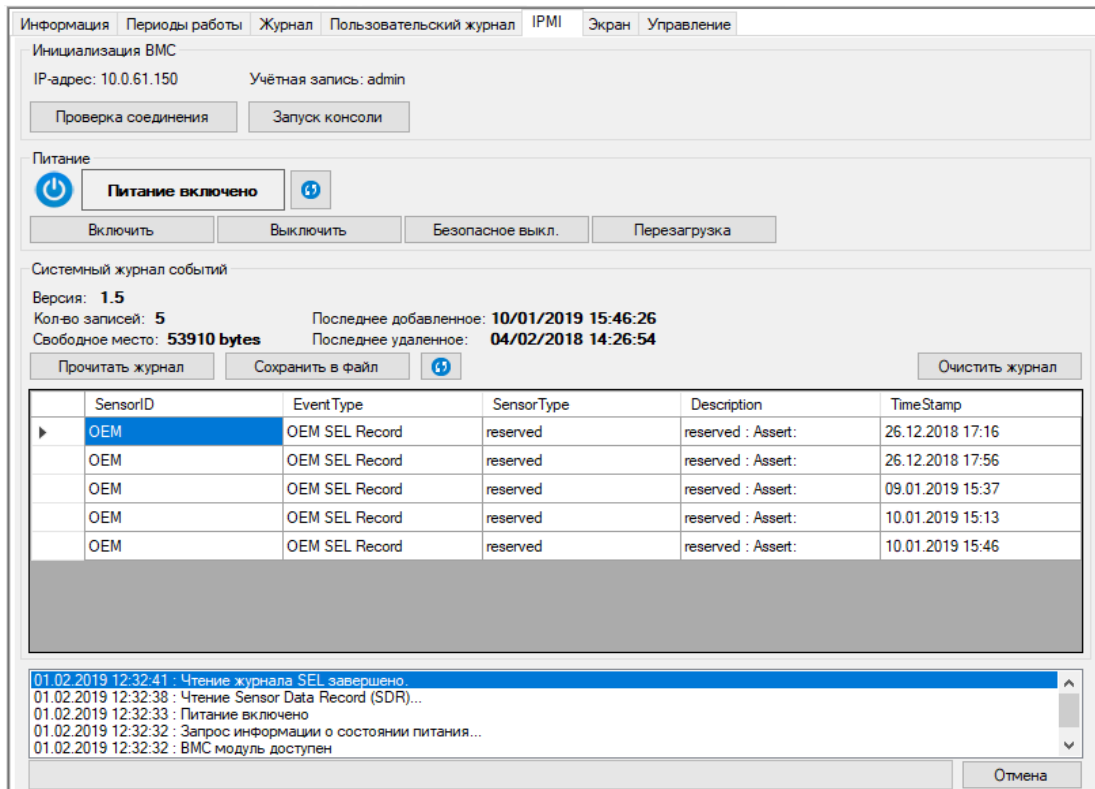 Информация Периоды работы Журнал Пользовательский журнал IPMI Экран Управление
Инициализация BMC
IP-адрес: 10.0.61.150 Учётная запись: admin
Проверка соединения Запуск консоли
Питание
Питание включено
Включить Выключить Безопасное выкл. Перезагрузка
Системный журнал событий
Версия: 1.5
Кол-во записей: 5 Последнее добавленное: 10/01/2019 15:46:26
Свободное место: 53910 bytes Последнее удаленное: 04/02/2018 14:26:54
Прочитать журнал Сохранить в файл Очистить журнал
SensorID EventType SensorType Description TimeStamp
OEM OEM SEL Record reserved reserved : Assert: 26.12.2018 17:16
OEM OEM SEL Record reserved reserved : Assert: 26.12.2018 17:56
OEM OEM SEL Record reserved reserved : Assert: 09.01.2019 15:37
OEM OEM SEL Record reserved reserved : Assert: 10.01.2019 15:13
OEM OEM SEL Record reserved reserved : Assert: 10.01.2019 15:46
01.02.2019 12:32:41 : Чтение журнала SEL завершено.
01.02.2019 12:32:38 : Чтение Sensor Data Record (SDR)...
01.02.2019 12:32:33 : Питание включено
01.02.2019 12:32:32 : Запрос информации о состоянии питания...
01.02.2019 12:32:32 : BMC модуль доступен
Отмена